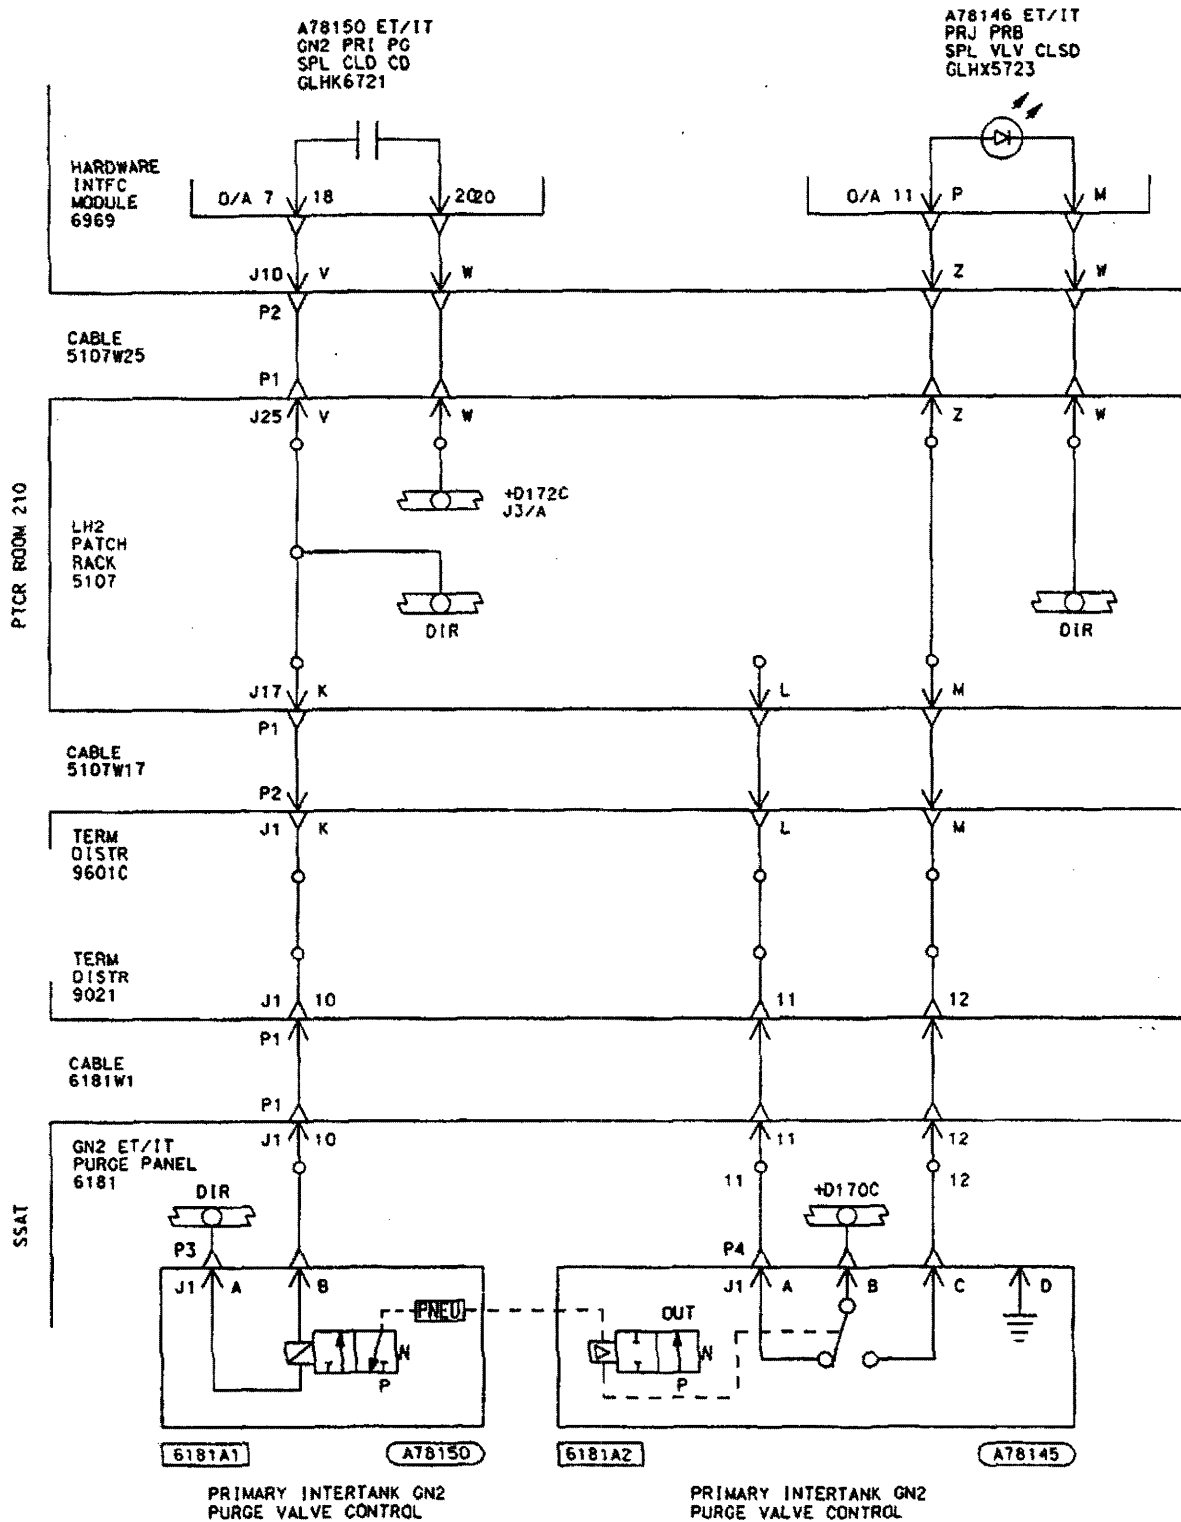 A78150 ET/IT
GN2 PRI PG
SPL CLD CD
GLHK6721
A78146 ET/IT
PRJ PRB
SPL VLV CLSD
GLHX5723
HARDWARE
INTFC
MODULE
6969
O/A 7 18 2020
O/A 11 P M
J10 V W Z W
P2
CABLE
5107W25
P1
J25 V W Z W
+D172C
J3/A
PTCR ROOM 210
LH2
PATCH
RACK
5107
DIR
DIR
J17 K L M
P1
CABLE
5107W17
P2
J1 K L M
TERM
DISTR
9601C
TERM
DISTR
9021
J1 10 11 12
P1
CABLE
6181W1
P1
J1 10 11 12
GN2 ET/IT
PURGE PANEL
6181
11 12
SSAT
DIR
+D170C
P3 P4
J1 A B
J1 A B C D
PNEU
OUT
N
P
N
P
6181A1 A78150
6181A2 A78145
PRIMARY INTERTANK GN2
PURGE VALVE CONTROL
PRIMARY INTERTANK GN2
PURGE VALVE CONTROL